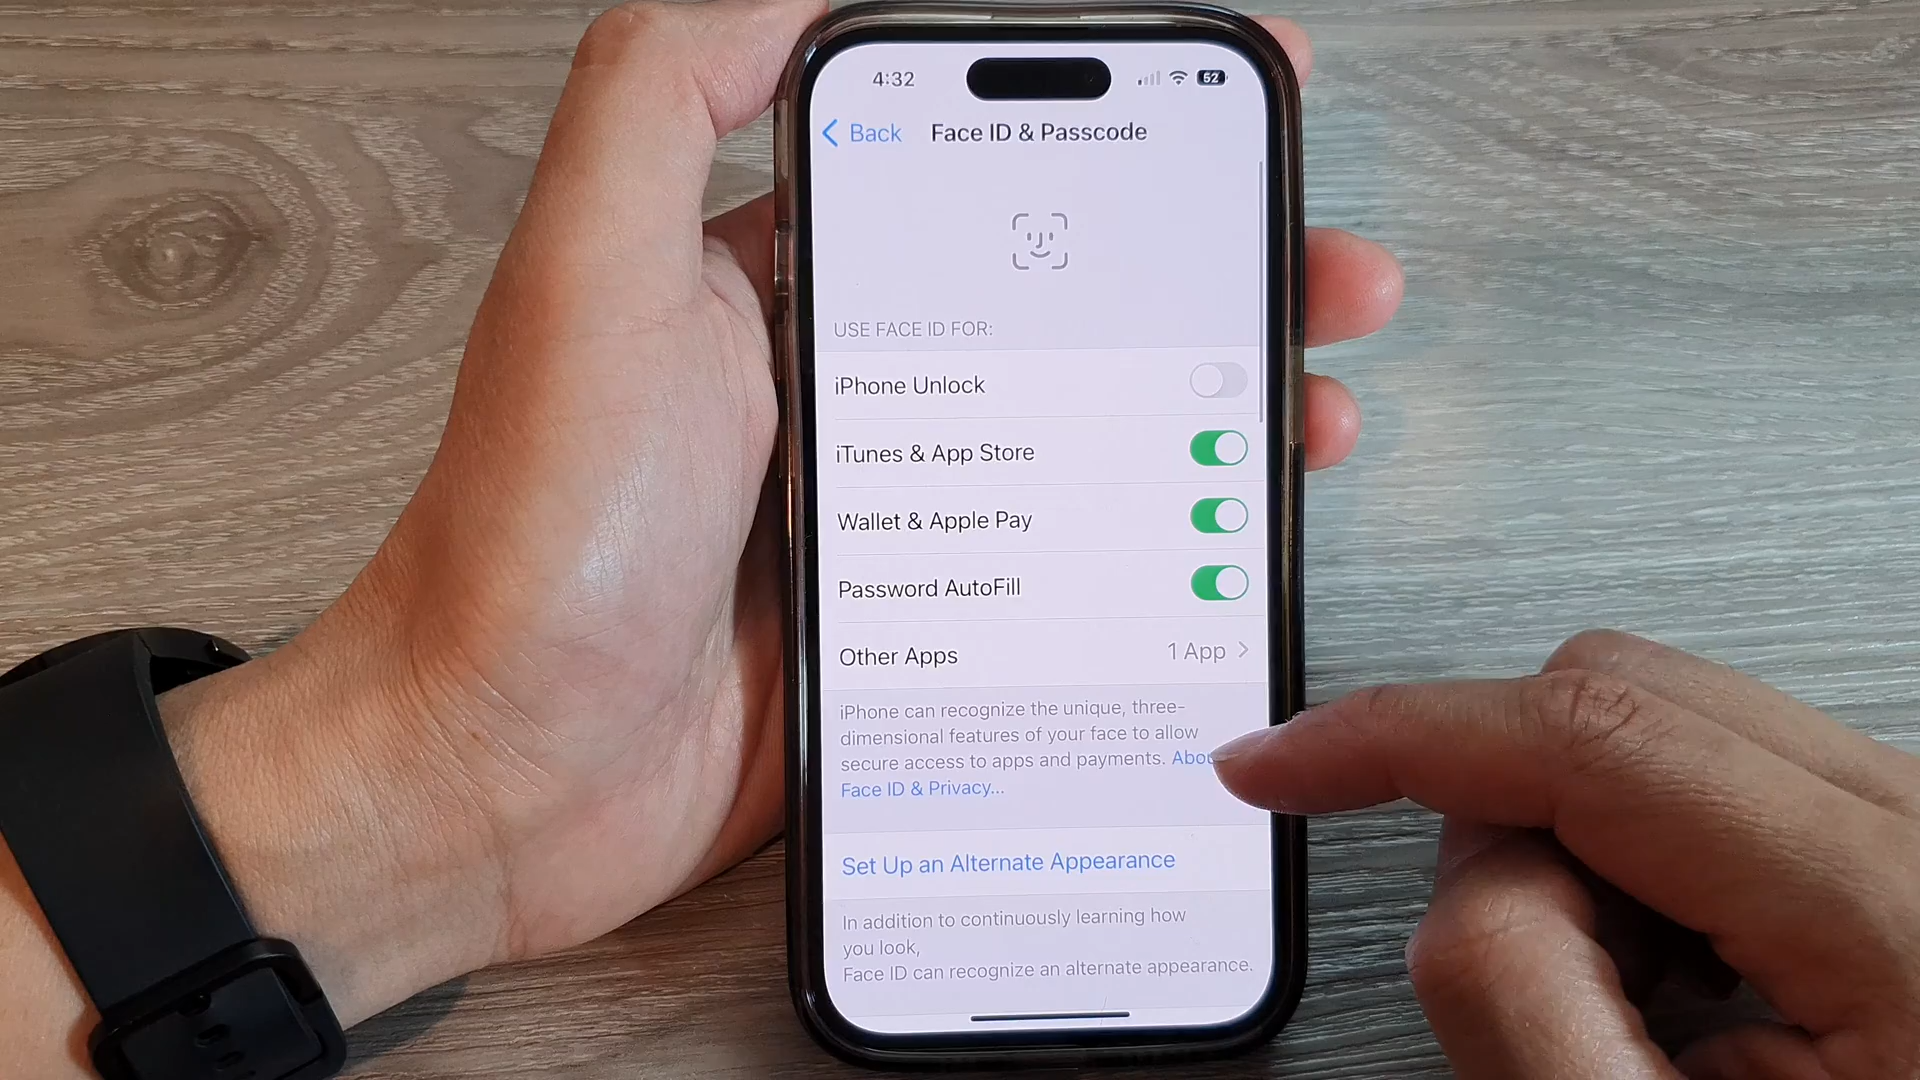 4:32
52
Back Face ID & Passcode
USE FACE ID FOR:
iPhone Unlock
iTunes & App Store
Wallet & Apple Pay
Password AutoFill
Other Apps 1 App
iPhone can recognize the unique, three-
dimensional features of your face to allow
secure access to apps and payments.
Face ID & Privacy...
Set Up an Alternate Appearance
In addition to continuously learning how
you look,
Face ID can recognize an alternate appearance.